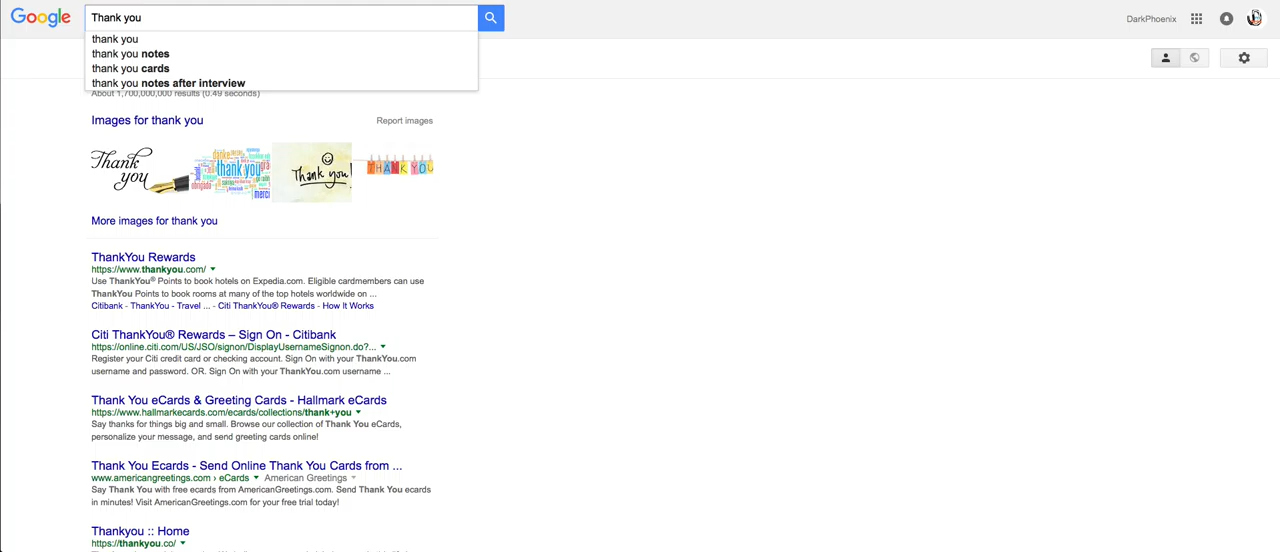 Google
Thank you
DarkPhoenix
thank you
thank you notes
thank you cards
thank you notes after interview
About 1,700,000,000 results (0.49 seconds)
Images for thank you
Report images
Thank
you
danke
thank you
obrigado
merci
Thank you!
THANK YOU
More images for thank you
ThankYou Rewards
https://www.thankyou.com/
Use ThankYou® Points to book hotels on Expedia.com. Eligible cardmembers can use
ThankYou Points to book rooms at many of the top hotels worldwide on ...
Citibank - ThankYou - Travel ... - Citi ThankYou® Rewards - How It Works
Citi ThankYou® Rewards – Sign On - Citibank
https://online.citi.com/US/JSO/signon/DisplayUsernameSignon.do?...
Register your Citi credit card or checking account. Sign On with your ThankYou.com
username and password. OR. Sign On with your ThankYou.com username ...
Thank You eCards & Greeting Cards - Hallmark eCards
https://www.hallmarkecards.com/ecards/collections/thank+you
Say thanks for things big and small. Browse our collection of Thank You eCards,
personalize your message, and send greeting cards online!
Thank You Ecards - Send Online Thank You Cards from ...
www.americangreetings.com › eCards American Greetings
Say Thank You with free ecards from AmericanGreetings.com. Send Thank You ecards
in minutes! Visit AmericanGreetings.com for your free trial today!
Thankyou :: Home
https://thankyou.co/